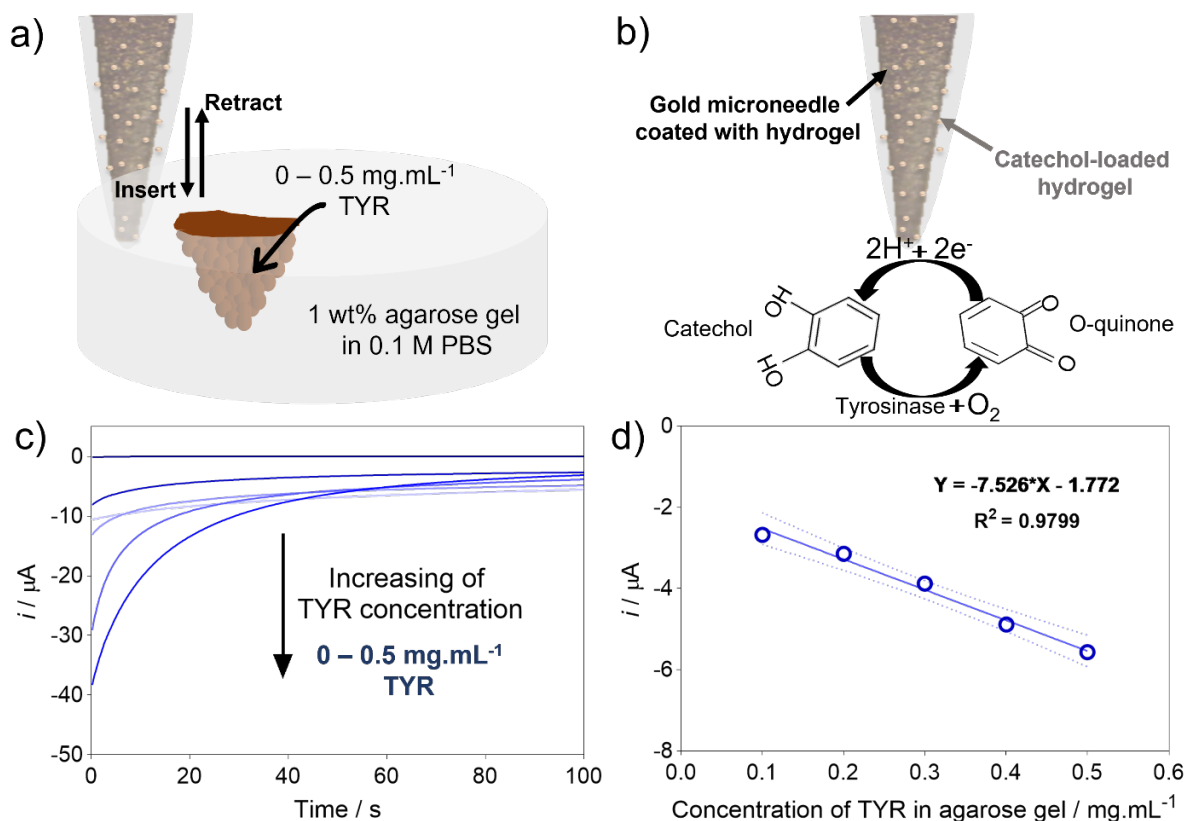 a)
Retract
Insert
0 – 0.5 mg.mL⁻¹
TYR
1 wt% agarose gel
in 0.1 M PBS
b)
Gold microneedle
coated with hydrogel
Catechol-loaded
hydrogel
2H⁺+ 2e⁻
HO
HO
Catechol
O
O
O-quinone
Tyrosinase+O₂
c)
i / µA
0
-10
-20
-30
-40
-50
Increasing of
TYR concentration
0 – 0.5 mg.mL⁻¹
TYR
0 20 40 60 80 100
Time / s
d)
i / µA
0
-2
-4
-6
-8
Y = -7.526*X - 1.772
R² = 0.9799
0.0 0.1 0.2 0.3 0.4 0.5 0.6
Concentration of TYR in agarose gel / mg.mL⁻¹